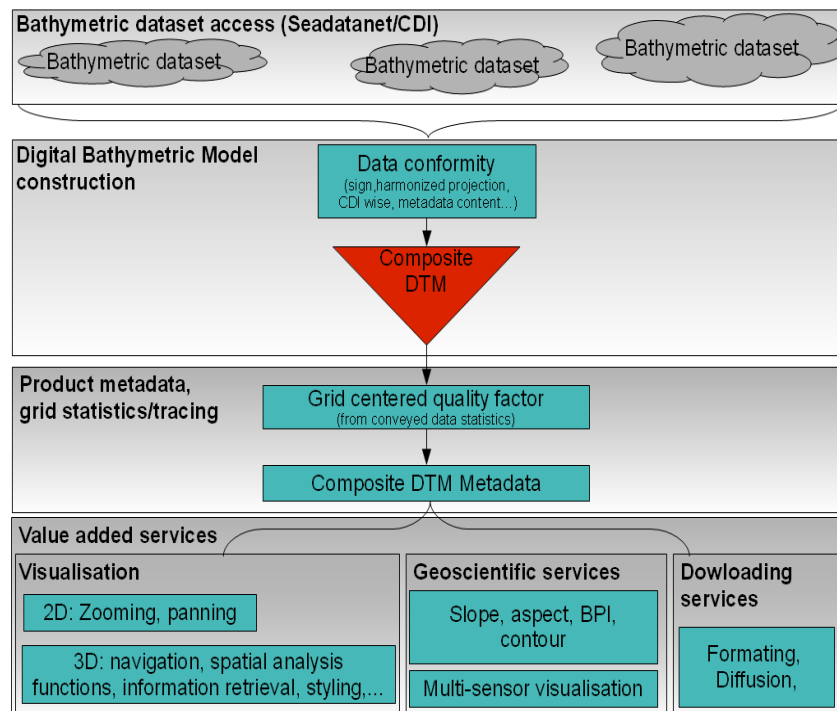 Bathymetric dataset access (Seadatanet/CDI)
Bathymetric dataset
Bathymetric dataset
Bathymetric dataset
Digital Bathymetric Model
construction
Data conformity
(sign,harmonized projection,
CDI wise, metadata content...)
Composite
DTM
Product metadata,
grid statistics/tracing
Grid centered quality factor
(from conveyed data statistics)
Composite DTM Metadata
Value added services
Visualisation
2D: Zooming, panning
3D: navigation, spatial analysis
functions, information retrieval, styling,...
Geoscientific services
Slope, aspect, BPI,
contour
Multi-sensor visualisation
Dowloading
services
Formating,
Diffusion,